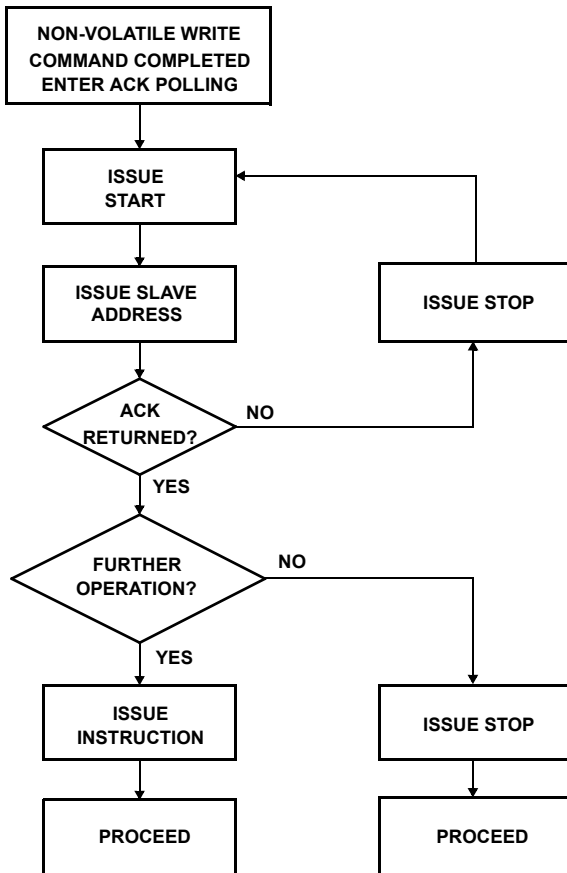 NON-VOLATILE WRITE
COMMAND COMPLETED
ENTER ACK POLLING
ISSUE
START
ISSUE SLAVE
ADDRESS
ISSUE STOP
ACK
RETURNED?
NO
YES
FURTHER
OPERATION?
NO
YES
ISSUE
INSTRUCTION
ISSUE STOP
PROCEED
PROCEED